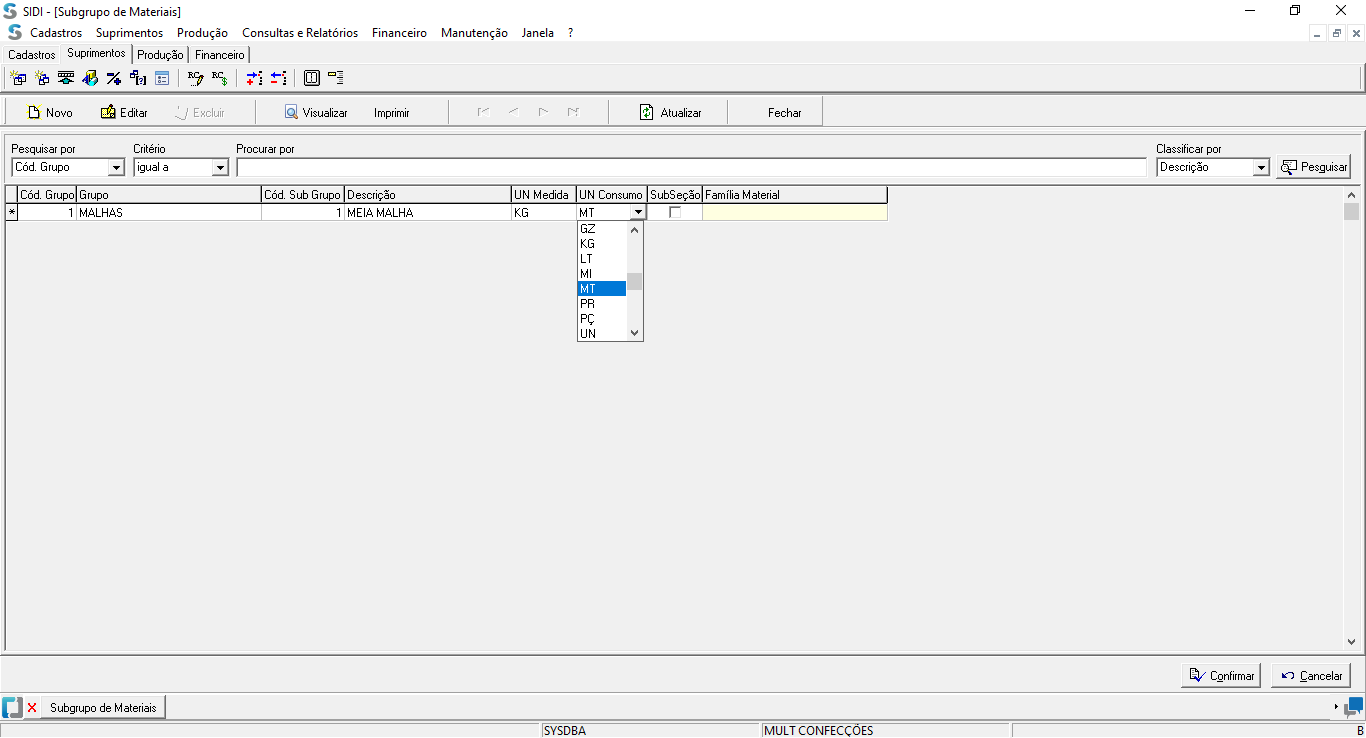 SIDI - [Subgrupo de Materiais]
Cadastros Suprimentos Produção Consultas e Relatórios Financeiro Manutenção Janela ?
Cadastros Suprimentos Produção Financeiro
Novo Editar Excluir Visualizar Imprimir Atualizar Fechar
Pesquisar por Critério Procurar por Classificar por
Cód. Grupo igual a Descrição Pesquisar
Cód. Grupo Grupo Cód. Sub Grupo Descrição UN Medida UN Consumo SubSeção Família Material
* 1 MALHAS 1 MEIA MALHA KG MT
GZ
KG
LT
MI
MT
PR
PÇ
UN
Confirmar Cancelar
Subgrupo de Materiais
SYSDBA MULT CONFECÇÕES B